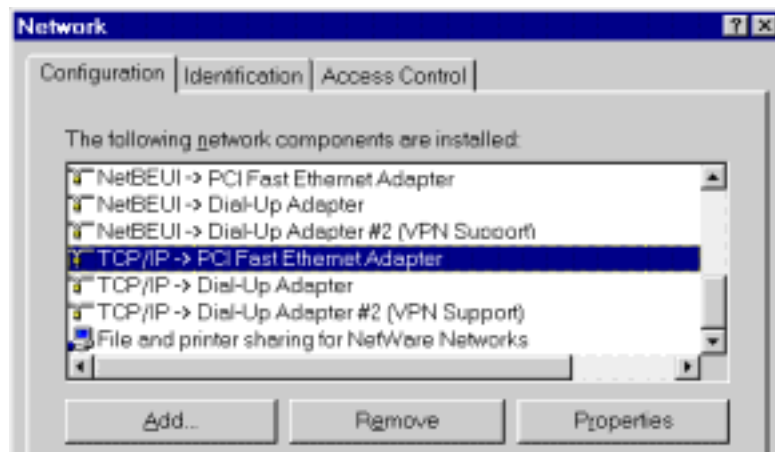 Network
Configuration Identification Access Control
The following network components are installed:
NetBEUI -> PCI Fast Ethernet Adapter
NetBEUI -> Dial-Up Adapter
NetBEUI -> Dial-Up Adapter #2 (VPN Support)
TCP/IP -> PCI Fast Ethernet Adapter
TCP/IP -> Dial-Up Adapter
TCP/IP -> Dial-Up Adapter #2 (VPN Support)
File and printer sharing for NetWare Networks
Add... Remove Properties